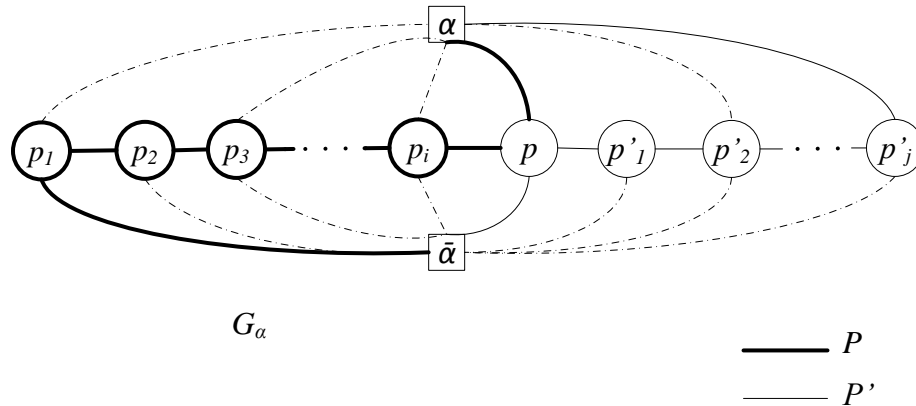 α
p₁ p₂ p₃ · · · · pᵢ p p'₁ p'₂ · · · p'ⱼ
ᾱ
Gα
P
P'